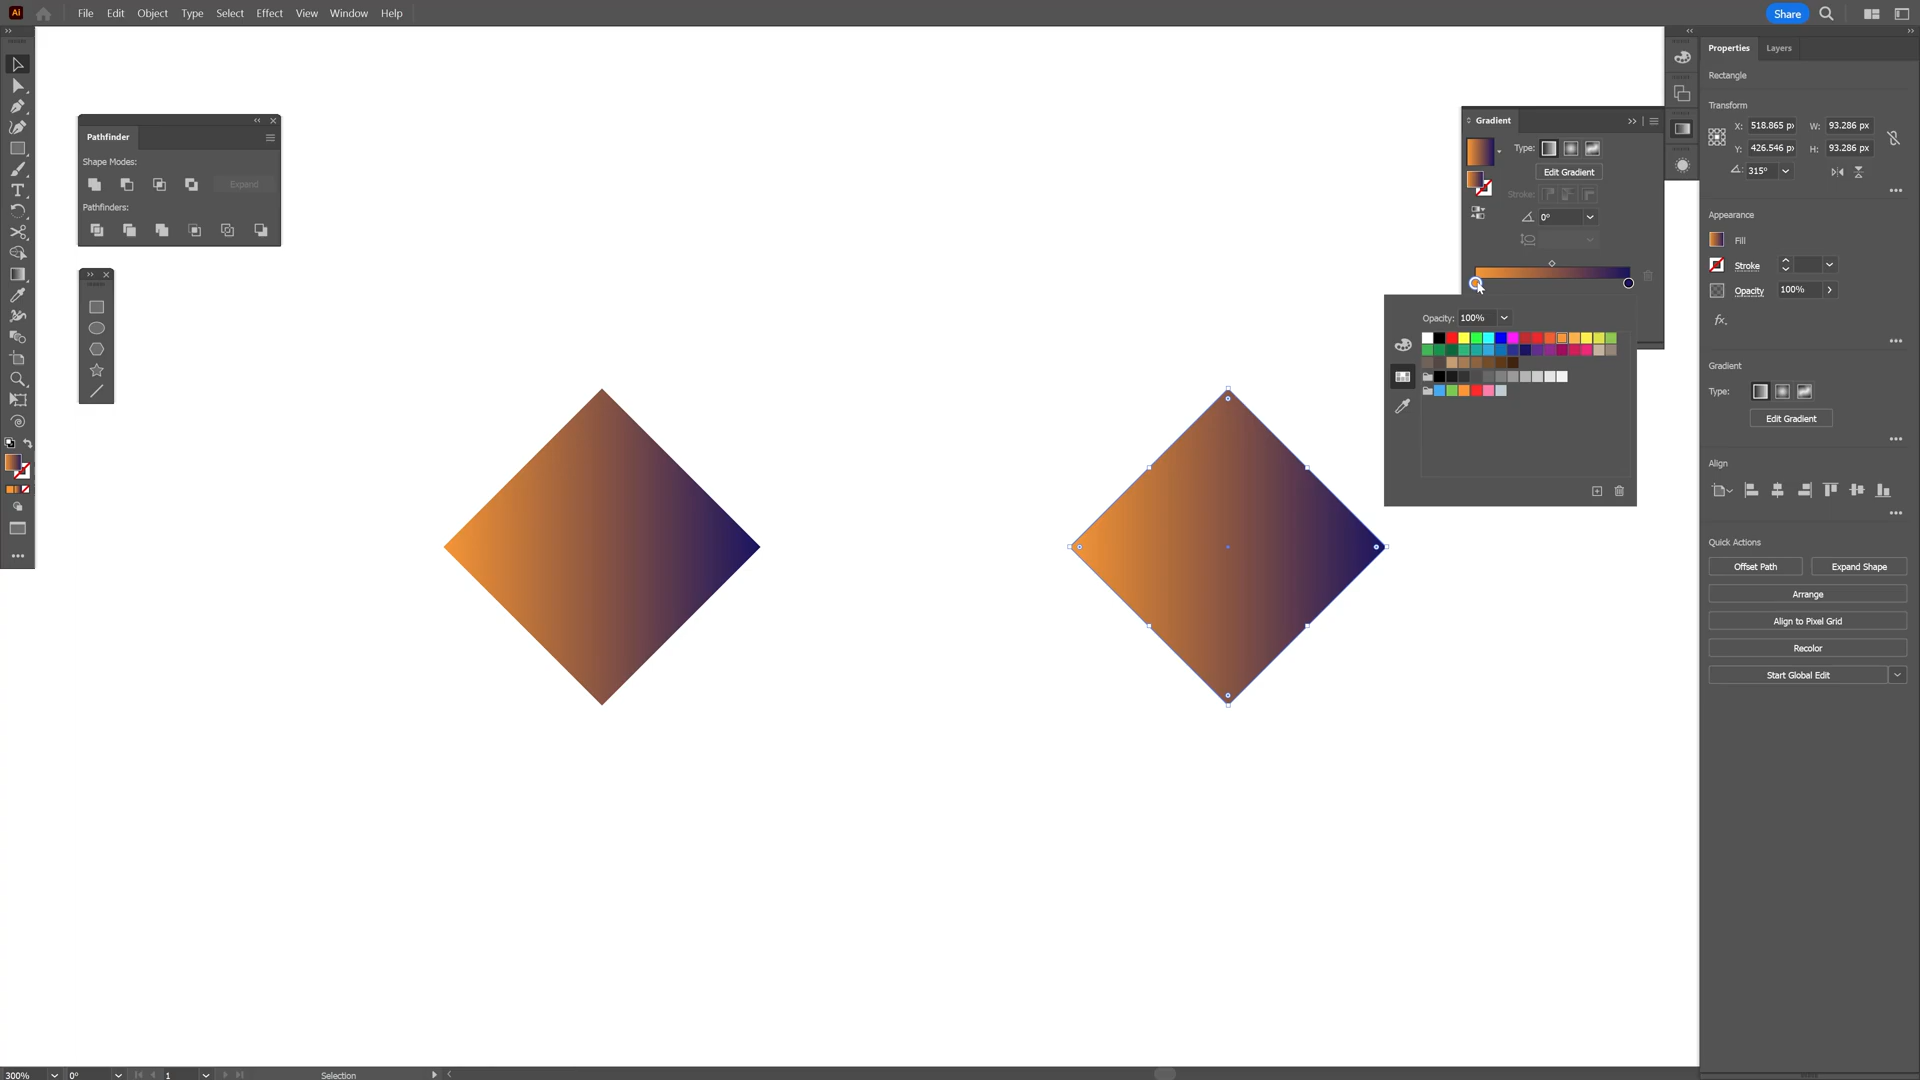 Ai File Edit Object Type Select Effect View Window Help Share
Properties Layers
Rectangle
Transform
X: 518.865 p W: 93.286 px
Y: 426.546 p H: 93.286 px
315°
Appearance
Fill
Stroke
Opacity 100%
fx.
Gradient
Type:
Edit Gradient
Align
Quick Actions
Offset Path Expand Shape
Arrange
Align to Pixel Grid
Recolor
Start Global Edit
Pathfinder
Shape Modes:
Expand
Pathfinders:
T
Gradient
Type:
Edit Gradient
Stroke:
0°
Opacity: 100%
300% 0° 1 Selection